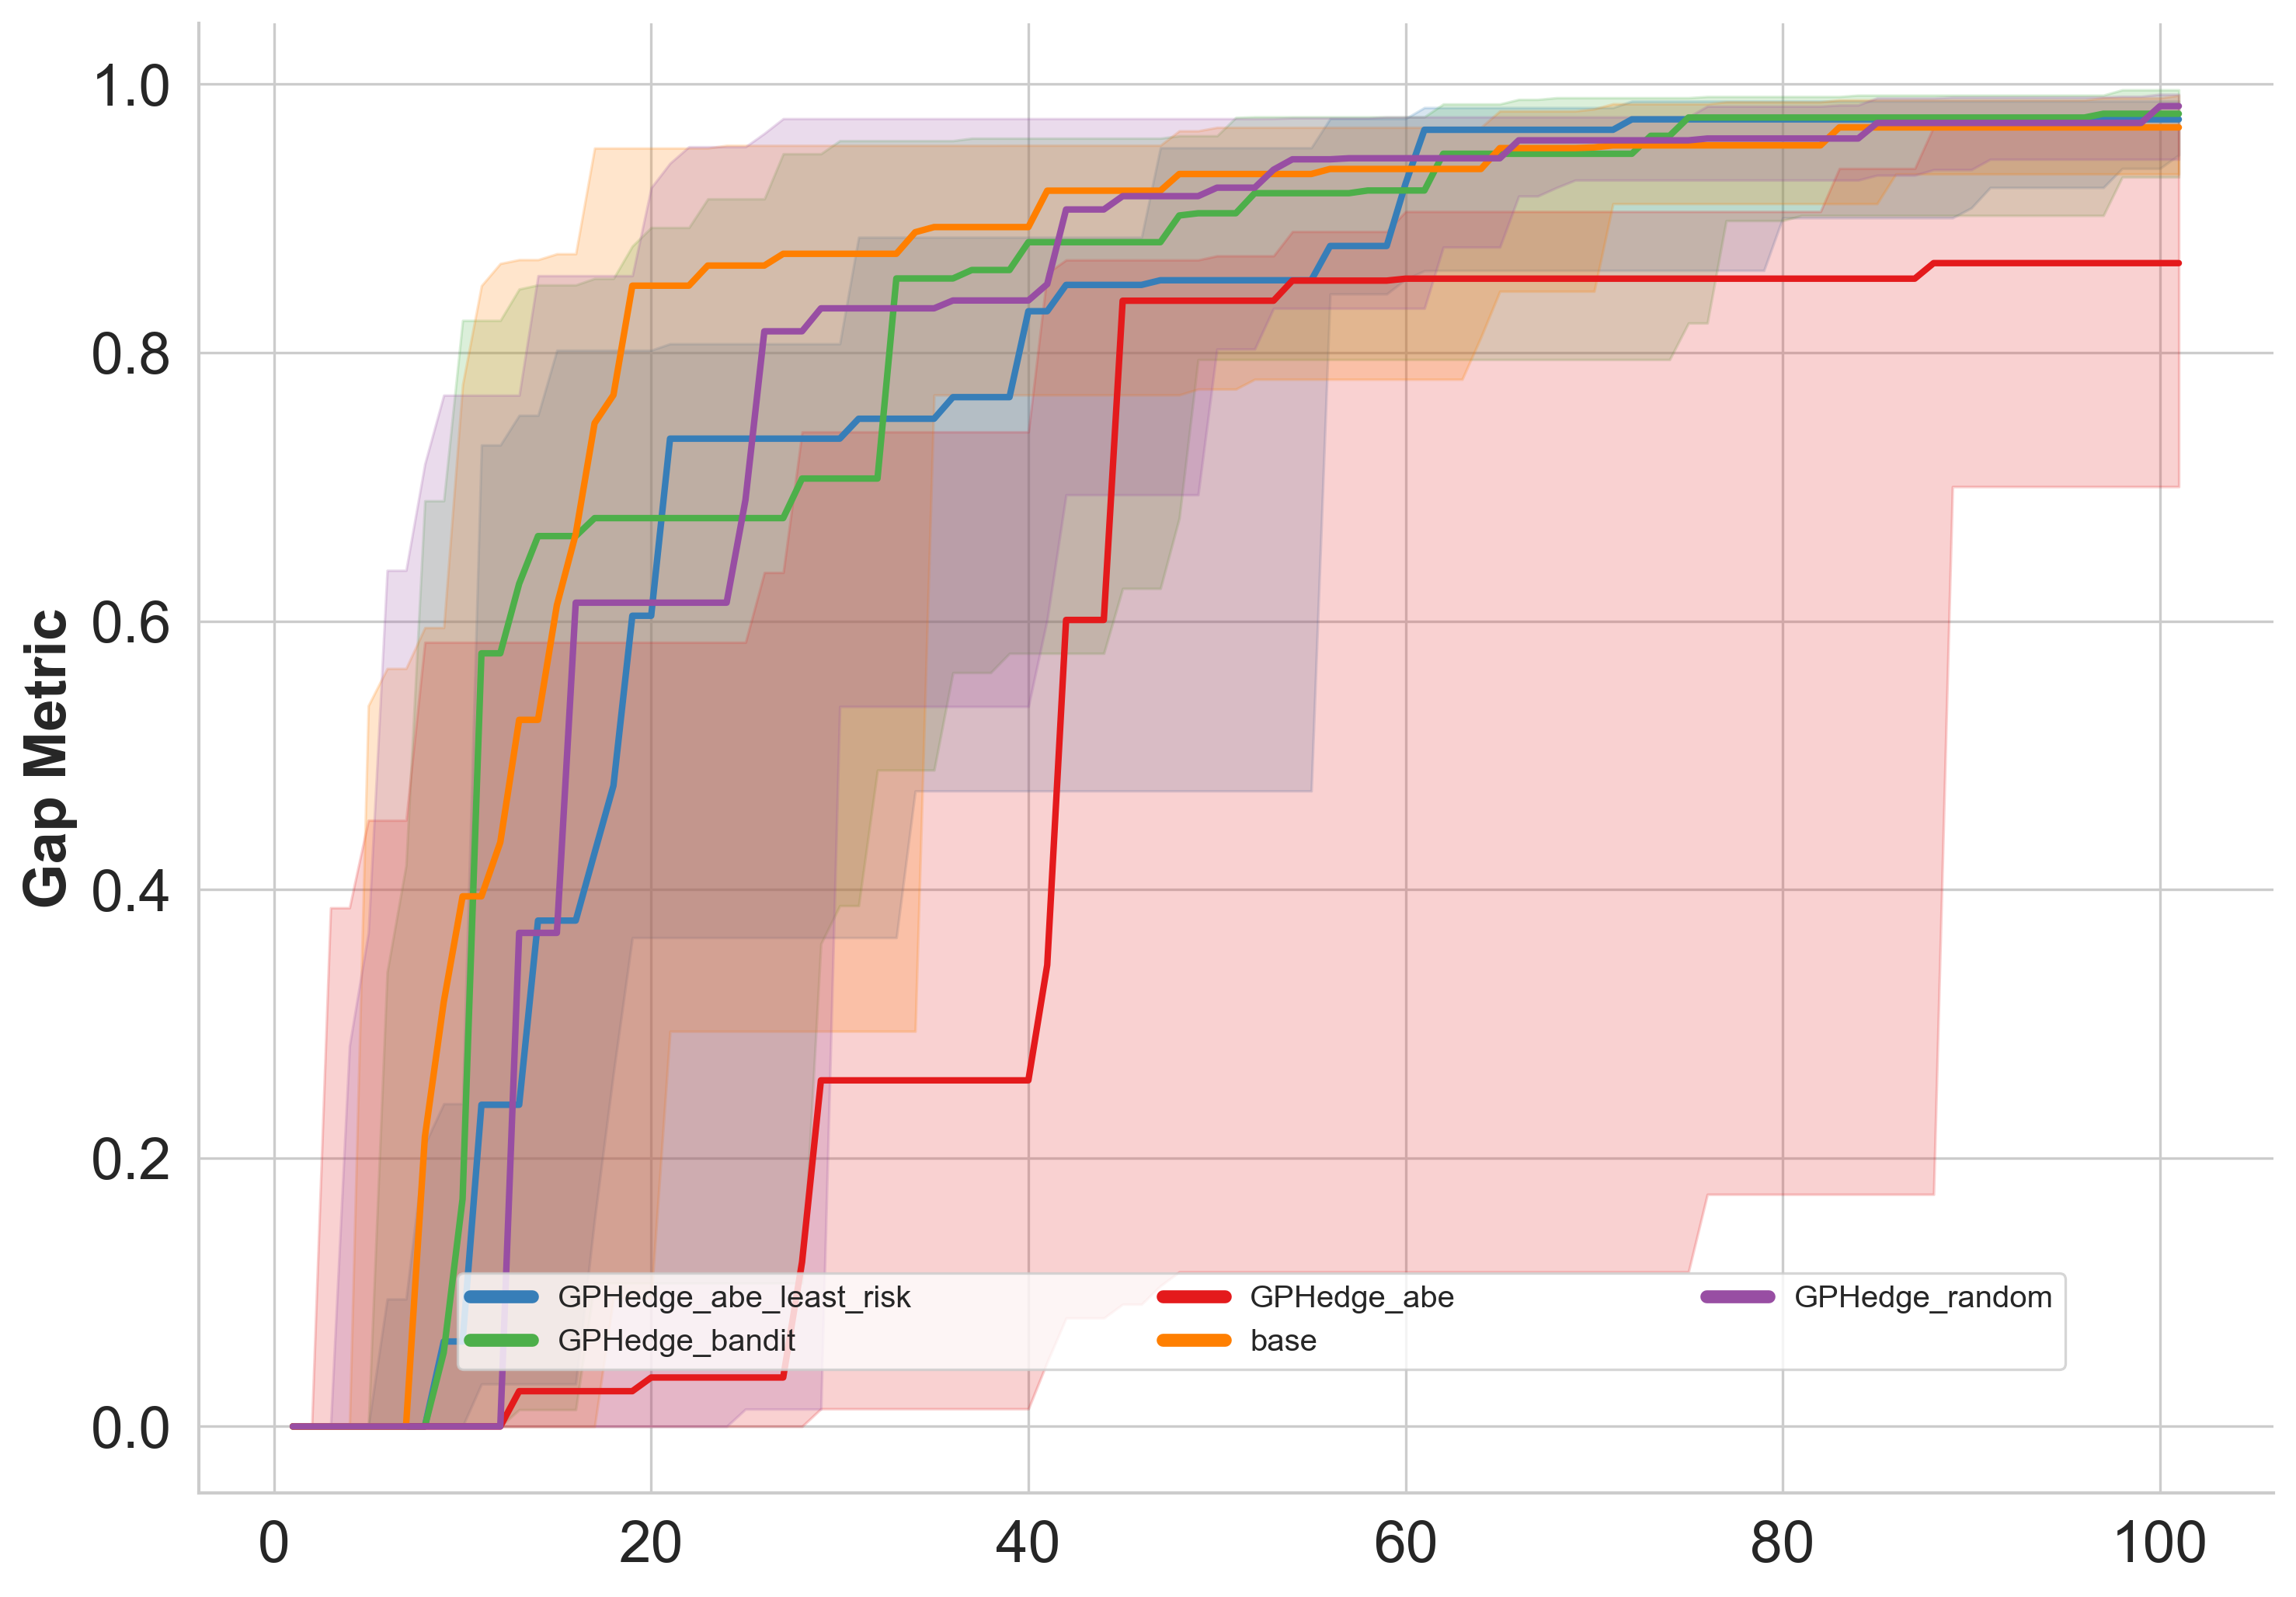 1.0
0.8
0.6
0.4
0.2
0.0
Gap Metric
GPHedge_abe_least_risk
GPHedge_bandit
GPHedge_abe
base
GPHedge_random
0 20 40 60 80 100